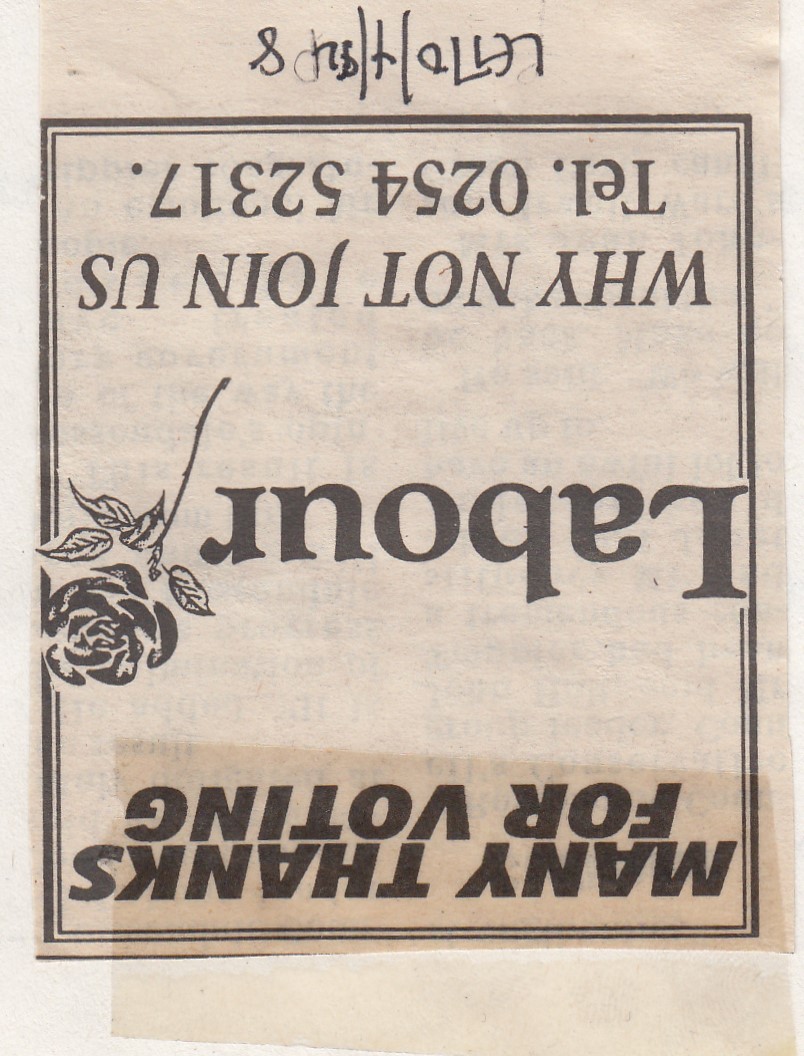 MANY THANKS
FOR VOTING
Labour
WHY NOT JOIN US
Tel. 0254 52317.